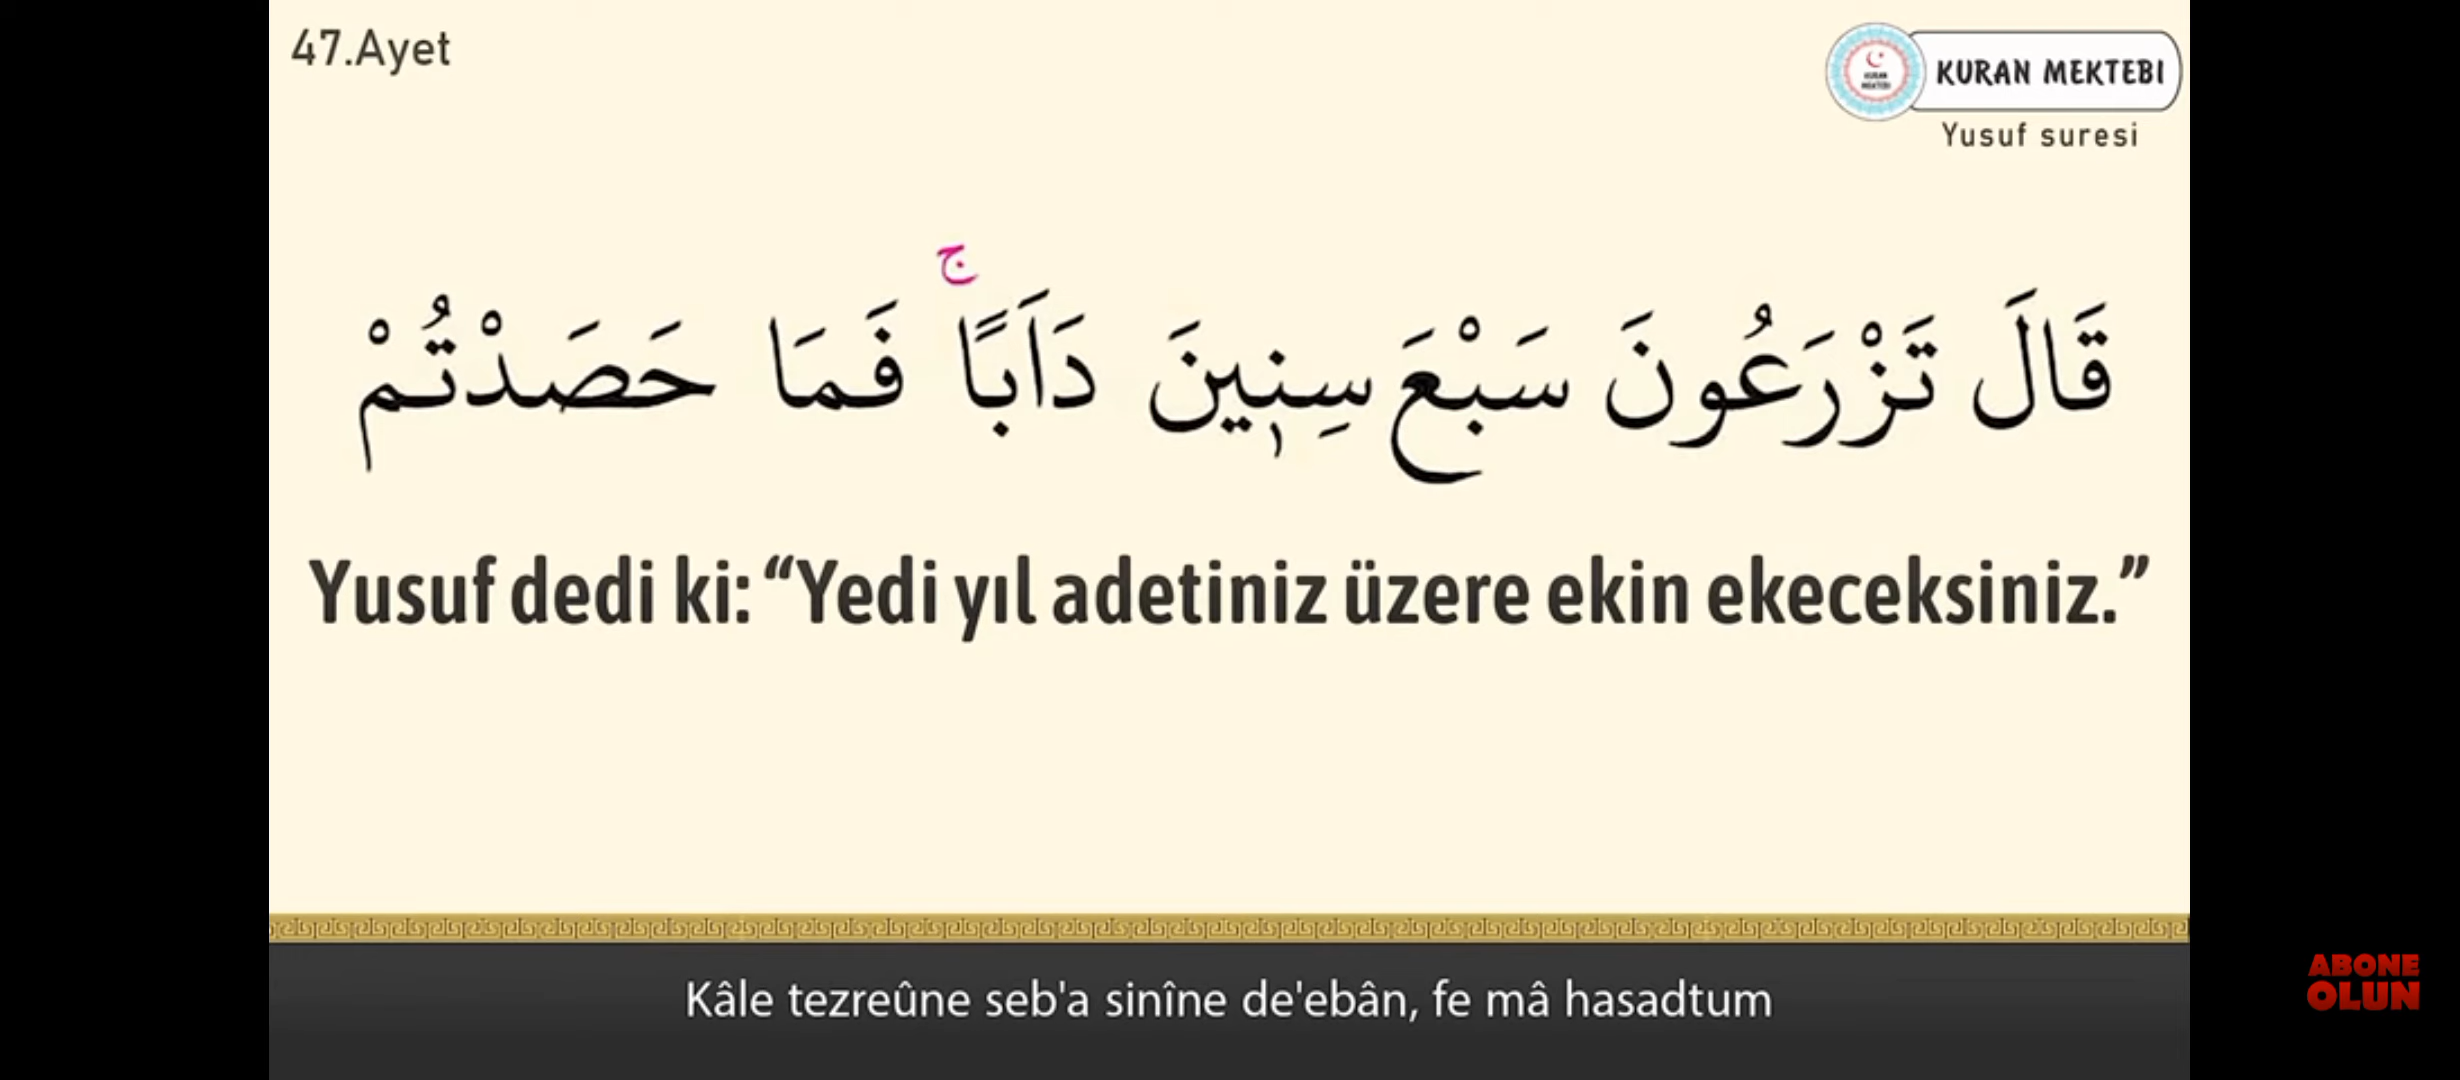 47.Ayet
KURAN MEKTEBI
Yusuf suresi
قَالَ تَزْرَعُونَ سَبْعَ سِن۪ينَ دَاَبًاۚ فَمَا حَصَدْتُمْ
Yusuf dedi ki: “Yedi yıl adetiniz üzere ekin ekeceksiniz.”
Kâle tezreûne seb'a sinîne de'ebân, fe mâ hasadtum
ABONE
OLUN